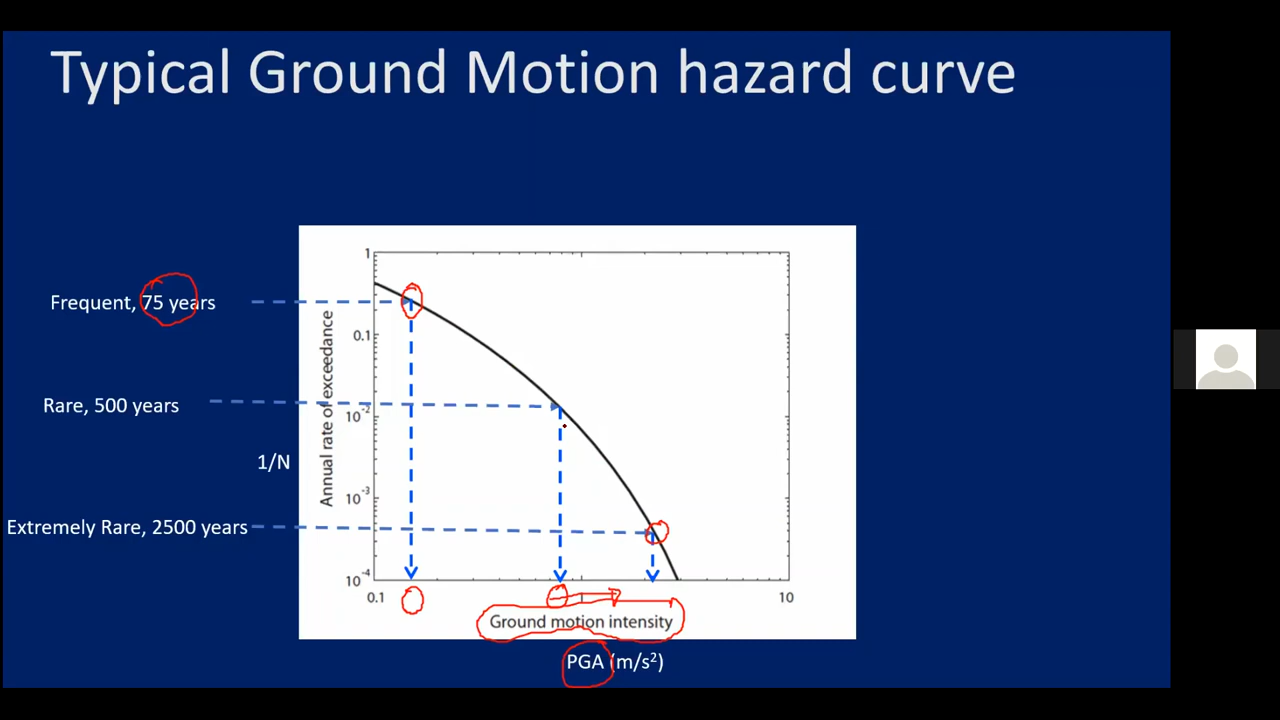 Typical Ground Motion hazard curve
Frequent, 75 years
Rare, 500 years
1/N
Extremely Rare, 2500 years
Annual rate of exceedance
1
0.1
10⁻²
10⁻³
10⁻⁴
0.1
10
Ground motion intensity
PGA (m/s²)